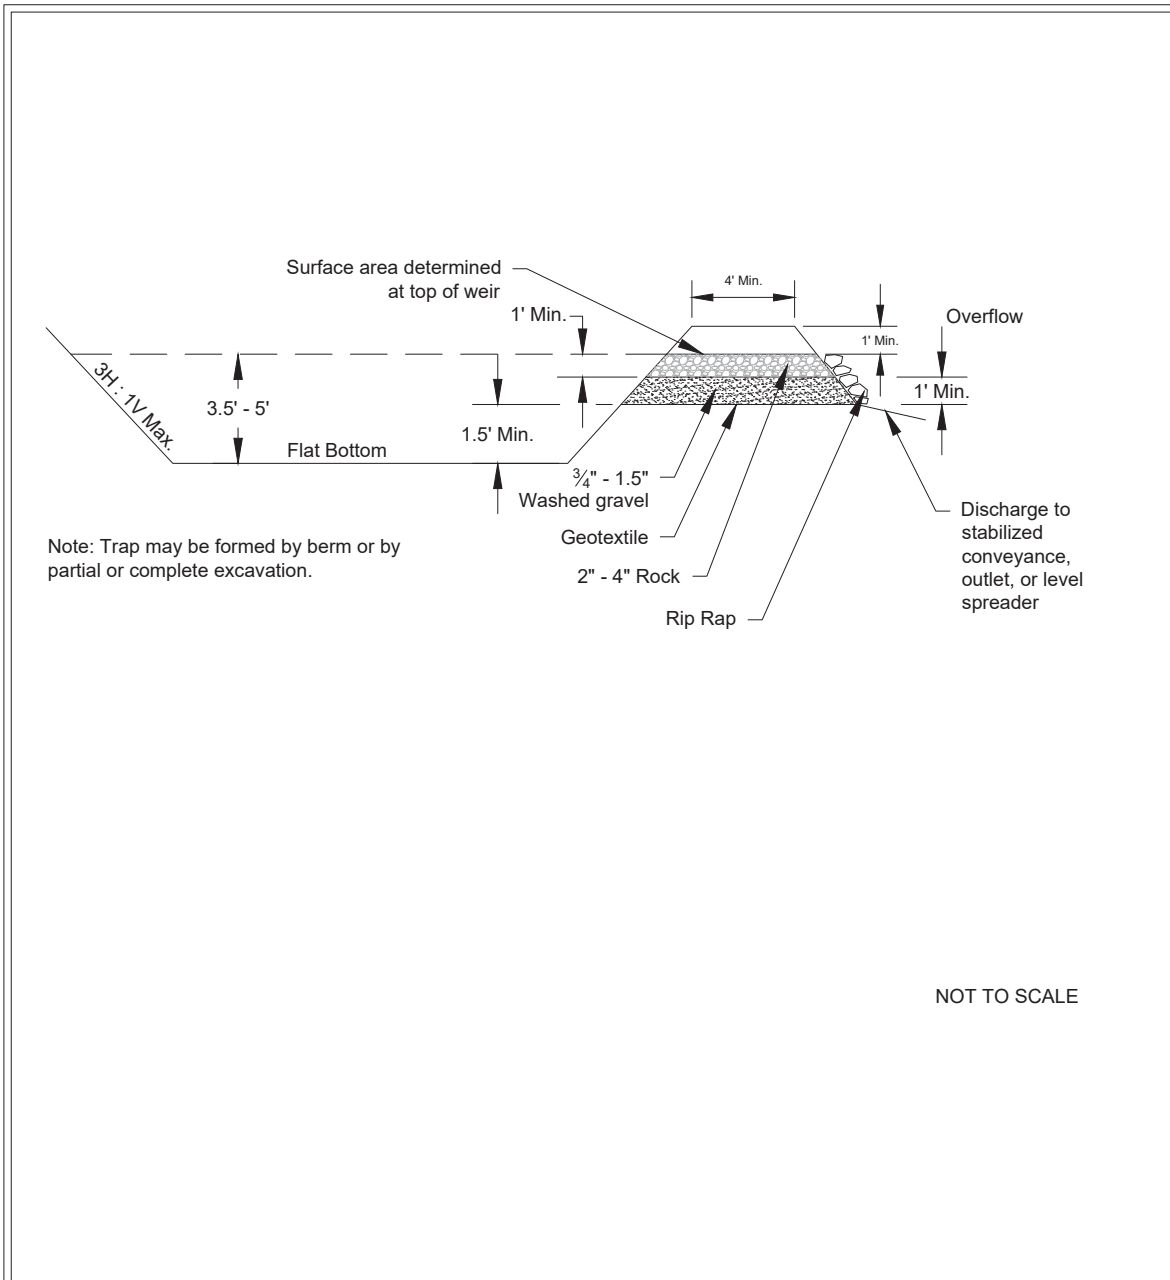 Surface area determined
at top of weir
4' Min.
1' Min.
Overflow
1' Min.
3H : 1V Max.
3.5' - 5'
1' Min.
1.5' Min.
Flat Bottom
¾" - 1.5"
Washed gravel
Geotextile
2" - 4" Rock
Rip Rap
Discharge to
stabilized
conveyance,
outlet, or level
spreader
Note: Trap may be formed by berm or by
partial or complete excavation.
NOT TO SCALE